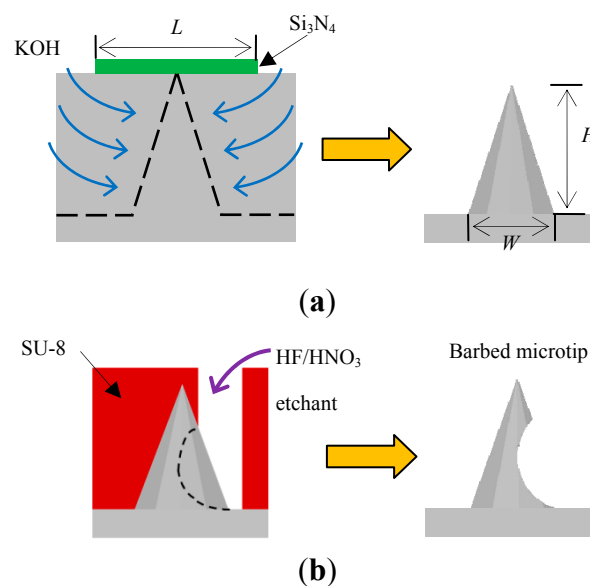 L
Si₃N₄
KOH
H
W
(a)
SU-8
HF/HNO₃
etchant
Barbed microtip
(b)